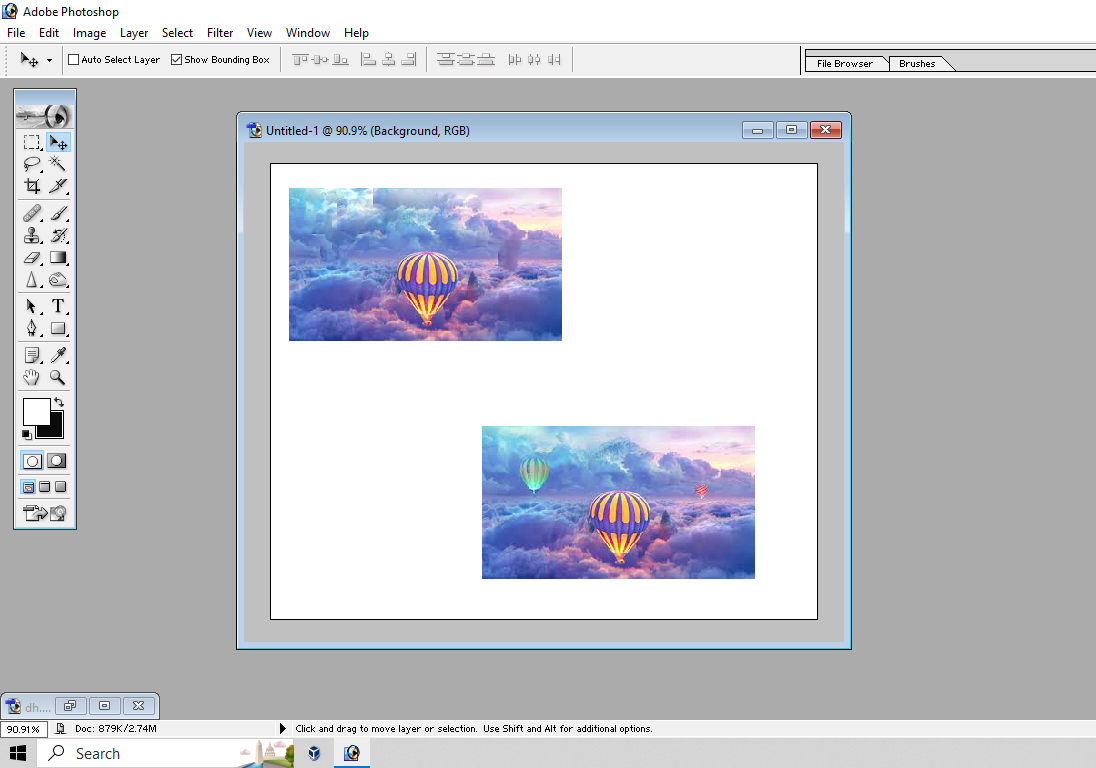 Adobe Photoshop
File Edit Image Layer Select Filter View Window Help
Auto Select Layer Show Bounding Box File Browser Brushes
Untitled-1 @ 90.9% (Background, RGB)
T
dh....
90.91% Doc: 879K/2.74M Click and drag to move layer or selection. Use Shift and Alt for additional options.
Search